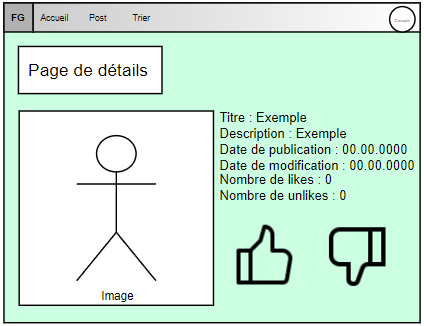 FG Accueil Post Trier Compte
Page de détails
Titre : Exemple
Description : Exemple
Date de publication : 00.00.0000
Date de modification : 00.00.0000
Nombre de likes : 0
Nombre de unlikes : 0
Image